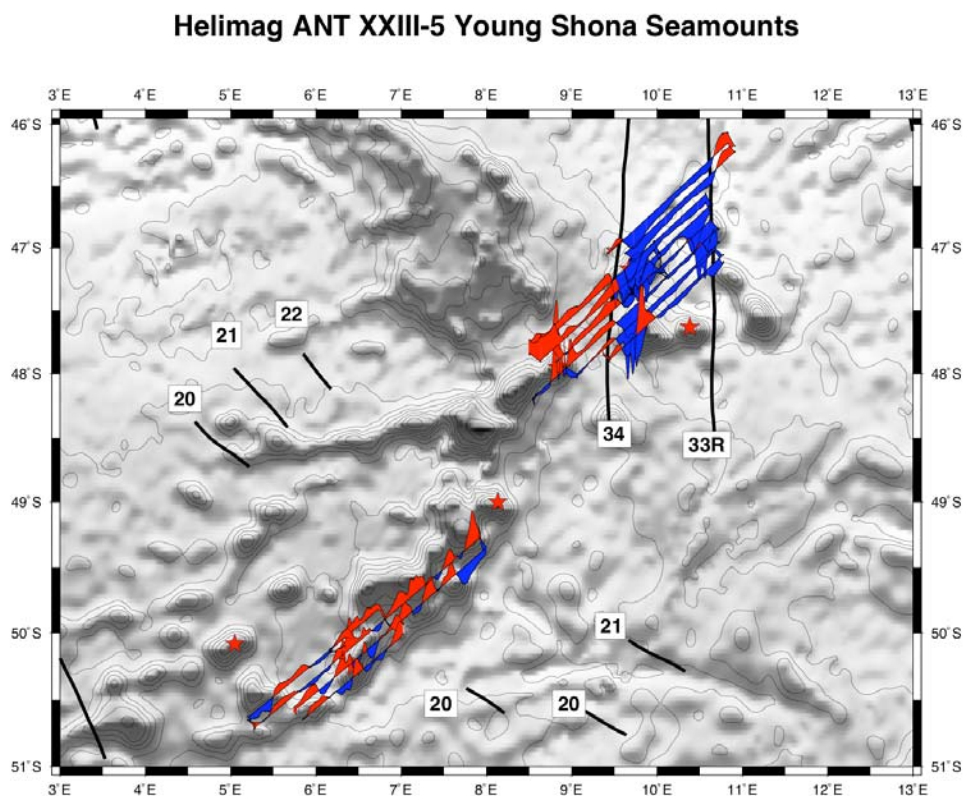 Helimag ANT XXIII-5 Young Shona Seamounts
3˚E 4˚E 5˚E 6˚E 7˚E 8˚E 9˚E 10˚E 11˚E 12˚E 13˚E
46˚S 46˚S
47˚S 47˚S
22
21
48˚S 48˚S
20
34
33R
49˚S 49˚S
21
50˚S 50˚S
20 20
51˚S 51˚S
3˚E 4˚E 5˚E 6˚E 7˚E 8˚E 9˚E 10˚E 11˚E 12˚E 13˚E